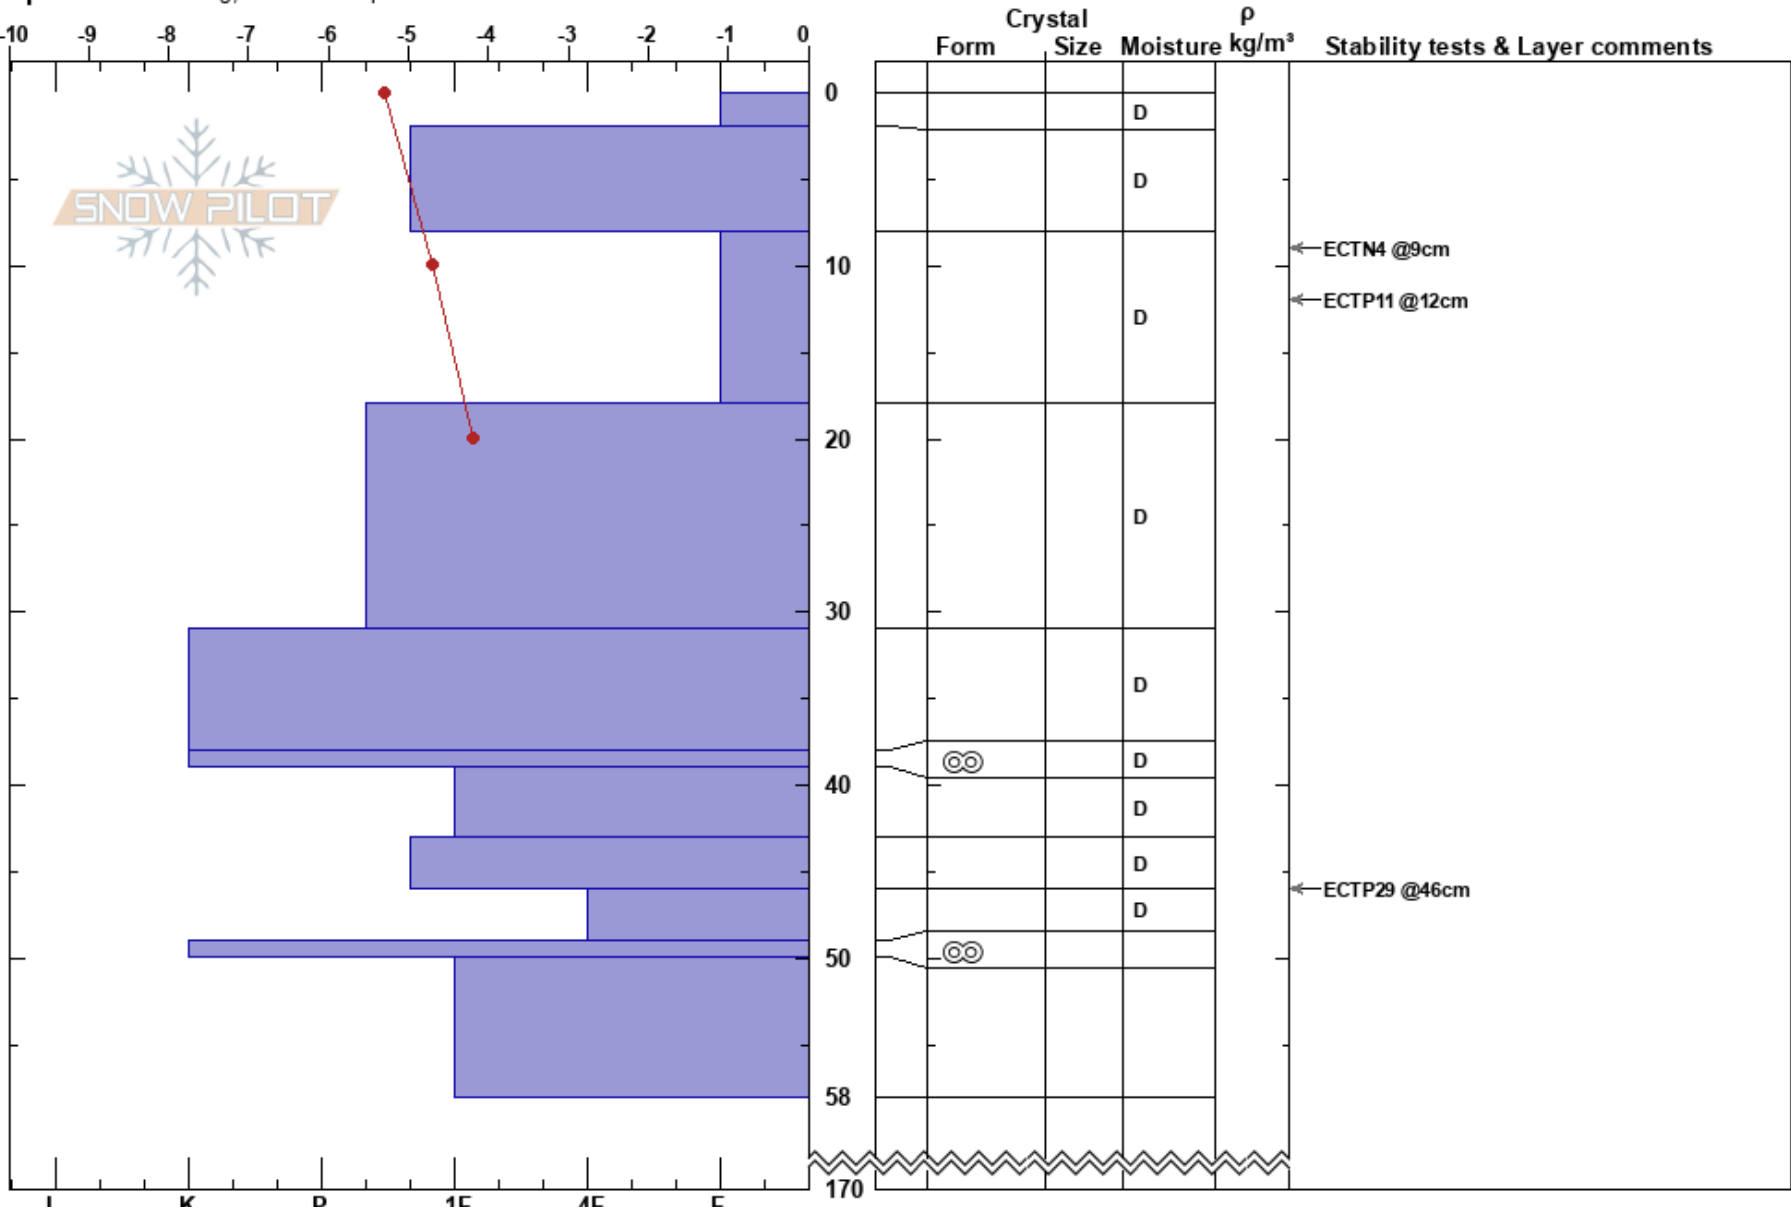 -10 -9 -8 -7 -6 -5 -4 -3 -2 -1 0
Crystal ρ
Form Size Moisture kg/m³ Stability tests & Layer comments
0
D
SNOW PILOT
D
ECTN4 @9cm
10
ECTP11 @12cm
D
20
D
30
D
D
40
D
D
ECTP29 @46cm
D
50
58
170
I K P 1F 4F F